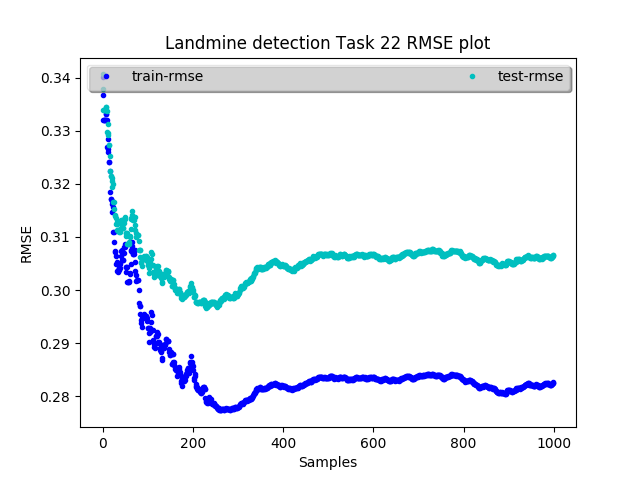 Landmine detection Task 22 RMSE plot
train-rmse test-rmse
0.34
0.33
0.32
0.31
0.30
0.29
0.28
RMSE
0 200 400 600 800 1000
Samples